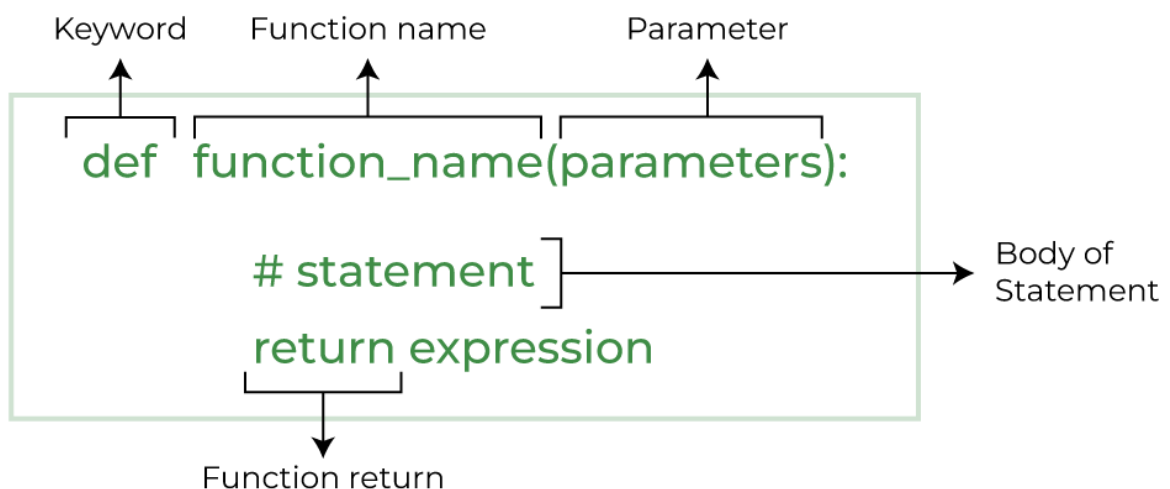 Keyword
Function name
Parameter
def function_name(parameters):
# statement
Body of
Statement
return expression
Function return